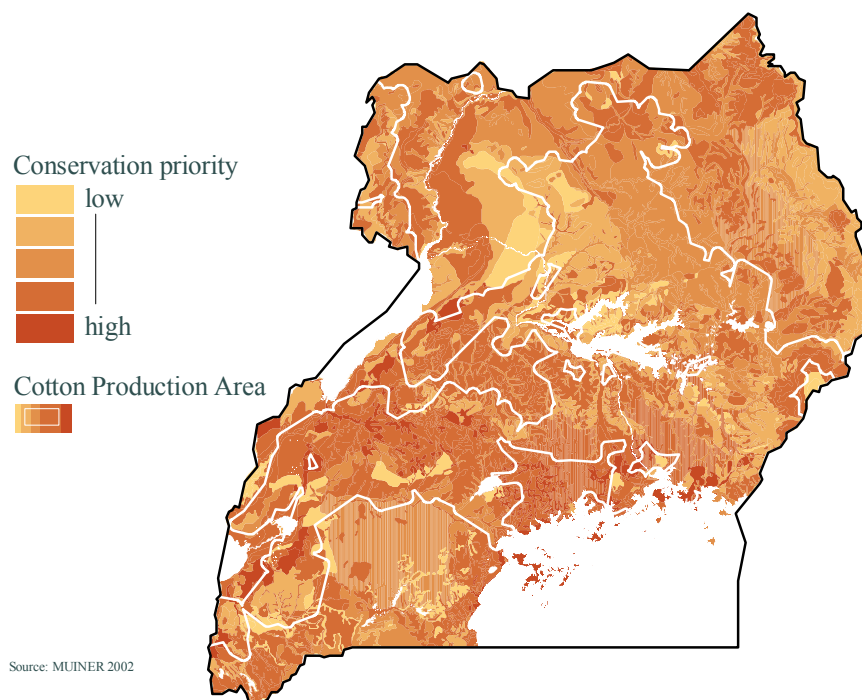 Conservation priority
low
high
Cotton Production Area
Source: MUINER 2002